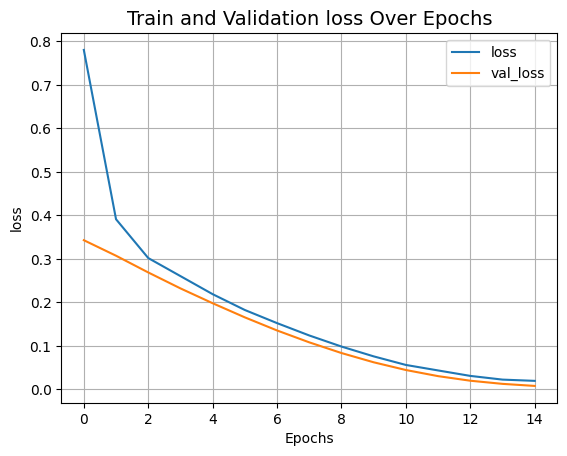 Train and Validation loss Over Epochs
loss
val_loss
0.8
0.7
0.6
0.5
0.4
0.3
0.2
0.1
0.0
loss
0 2 4 6 8 10 12 14
Epochs